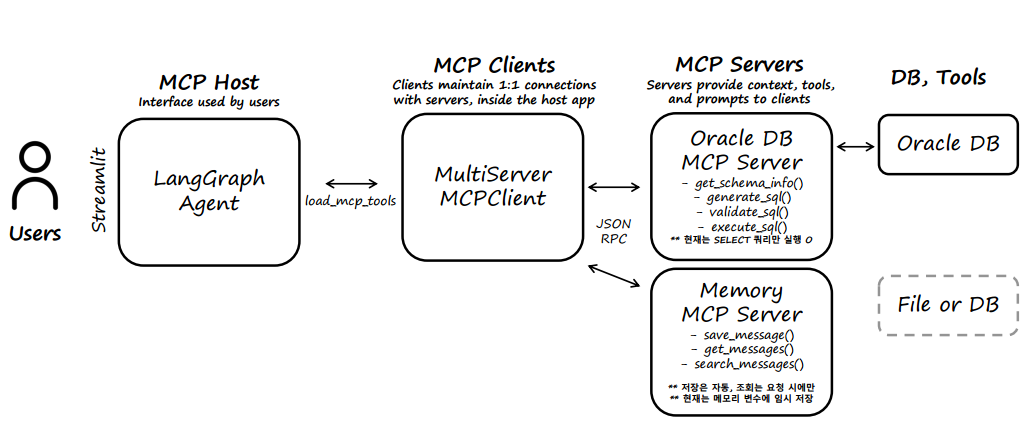 Users
Streamlit
MCP Host
Interface used by users
LangGraph
Agent
load_mcp_tools
MCP Clients
Clients maintain 1:1 connections
with servers, inside the host app
MultiServer
MCPClient
JSON
RPC
MCP Servers
Servers provide context, tools,
and prompts to clients
Oracle DB
MCP Server
- get_schema_info()
- generate_sql()
- validate_sql()
- execute_sql()
** 현재는 SELECT 쿼리만 실행 O
Memory
MCP Server
- save_message()
- get_messages()
- search_messages()
** 저장은 자동, 조회는 요청 시에만
** 현재는 메모리 변수에 임시 저장
DB, Tools
Oracle DB
File or DB